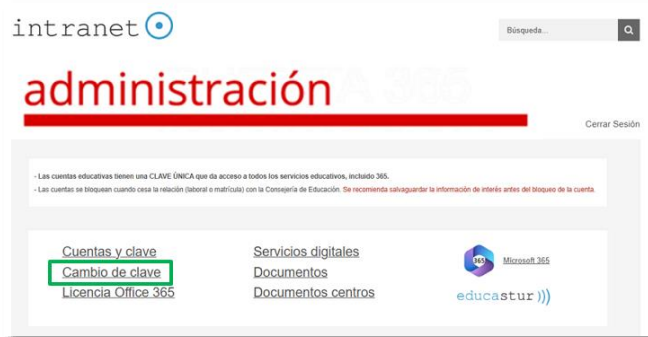 intranet
Búsqueda...
administración
Cerrar Sesión
- Las cuentas educativas tienen una CLAVE ÚNICA que da acceso a todos los servicios educativos, incluido 365.
- Las cuentas se bloquean cuando cesa la relación (laboral o matrícula) con la Consejería de Educación. Se recomienda salvaguardar la información de interés antes del bloqueo de la cuenta.
Cuentas y clave
Cambio de clave
Licencia Office 365
Servicios digitales
Documentos
Documentos centros
365 Microsoft 365
educastur)))